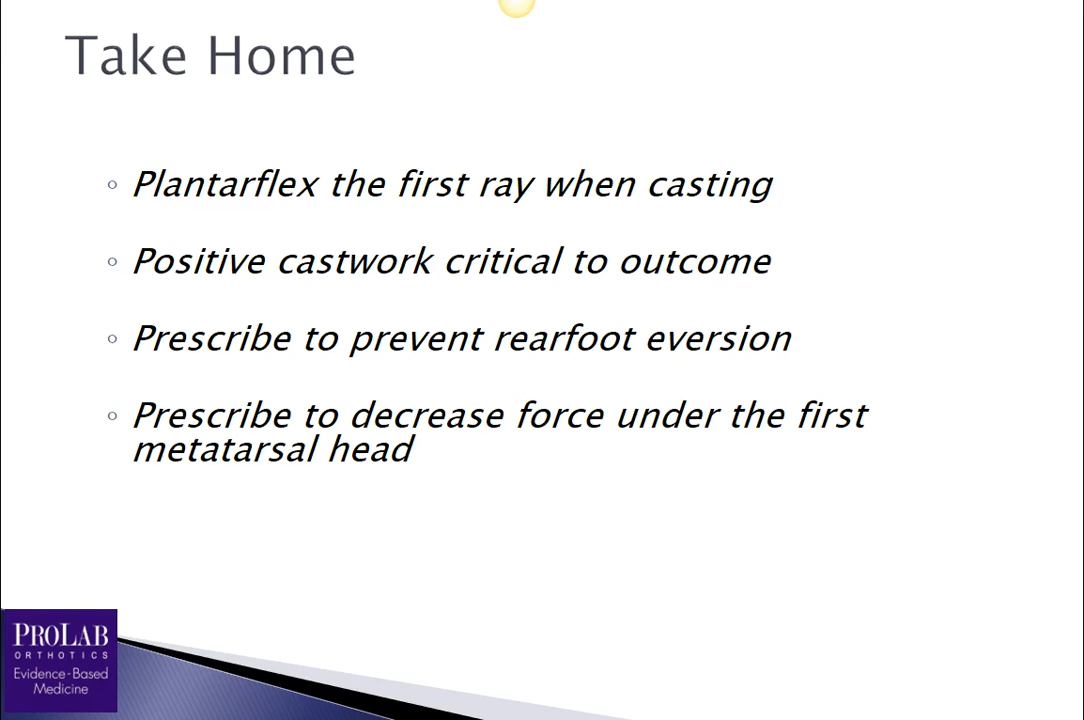 Take Home
Plantarflex the first ray when casting
Positive castwork critical to outcome
Prescribe to prevent rearfoot eversion
Prescribe to decrease force under the first
metatarsal head
PROLAB
ORTHOTICS
Evidence-Based
Medicine